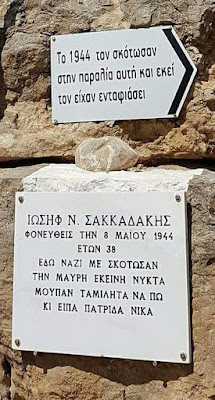 Το 1944 τον σκότωσαν
στην παραλία αυτή και εκεί
τον είχαν ενταφιάσει
ΙΩΣΗΦ Ν. ΣΑΚΚΑΔΑΚΗΣ
ΦΟΝΕΥΘΕΙΣ ΤΗΝ 8 ΜΑΪΟΥ 1944
ΕΤΩΝ 38
ΕΔΩ ΝΑΖΙ ΜΕ ΣΚΟΤΩΣΑΝ
ΤΗΝ ΜΑΥΡΗ ΕΚΕΙΝΗ ΝΥΚΤΑ
ΜΟΥΠΑΝ ΤΑΜΙΛΗΤΑ ΝΑ ΠΩ
ΚΙ ΕΙΠΑ ΠΑΤΡΙΔΑ ΝΙΚΑ